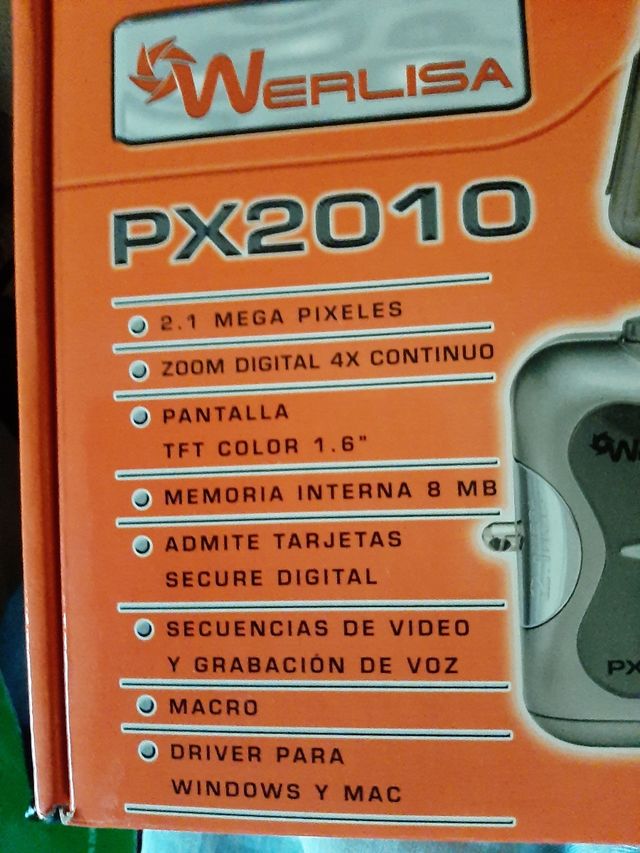 WERLISA
PX2010
2.1 MEGA PIXELES
ZOOM DIGITAL 4X CONTINUO
PANTALLA
TFT COLOR 1.6"
MEMORIA INTERNA 8 MB
ADMITE TARJETAS
SECURE DIGITAL
SECUENCIAS DE VIDEO
Y GRABACIÓN DE VOZ
MACRO
DRIVER PARA
WINDOWS Y MAC
PX